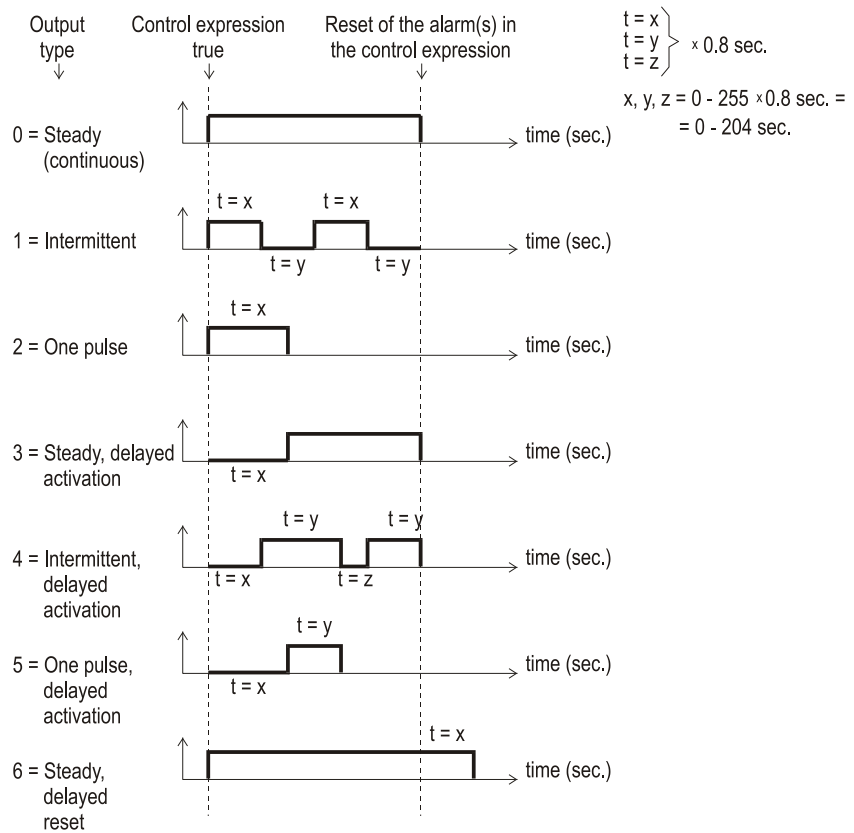 Output type
Control expression true
Reset of the alarm(s) in the control expression
t = x
t = y
t = z
× 0.8 sec.
x, y, z = 0 - 255 ×0.8 sec. =
= 0 - 204 sec.
0 = Steady
(continuous)
time (sec.)
t = x
t = x
1 = Intermittent
t = y
t = y
time (sec.)
t = x
2 = One pulse
time (sec.)
3 = Steady, delayed
activation
t = x
time (sec.)
t = y
t = y
4 = Intermittent,
delayed
activation
t = x
t = z
time (sec.)
t = y
5 = One pulse,
delayed
activation
t = x
time (sec.)
t = x
6 = Steady,
delayed
reset
time (sec.)